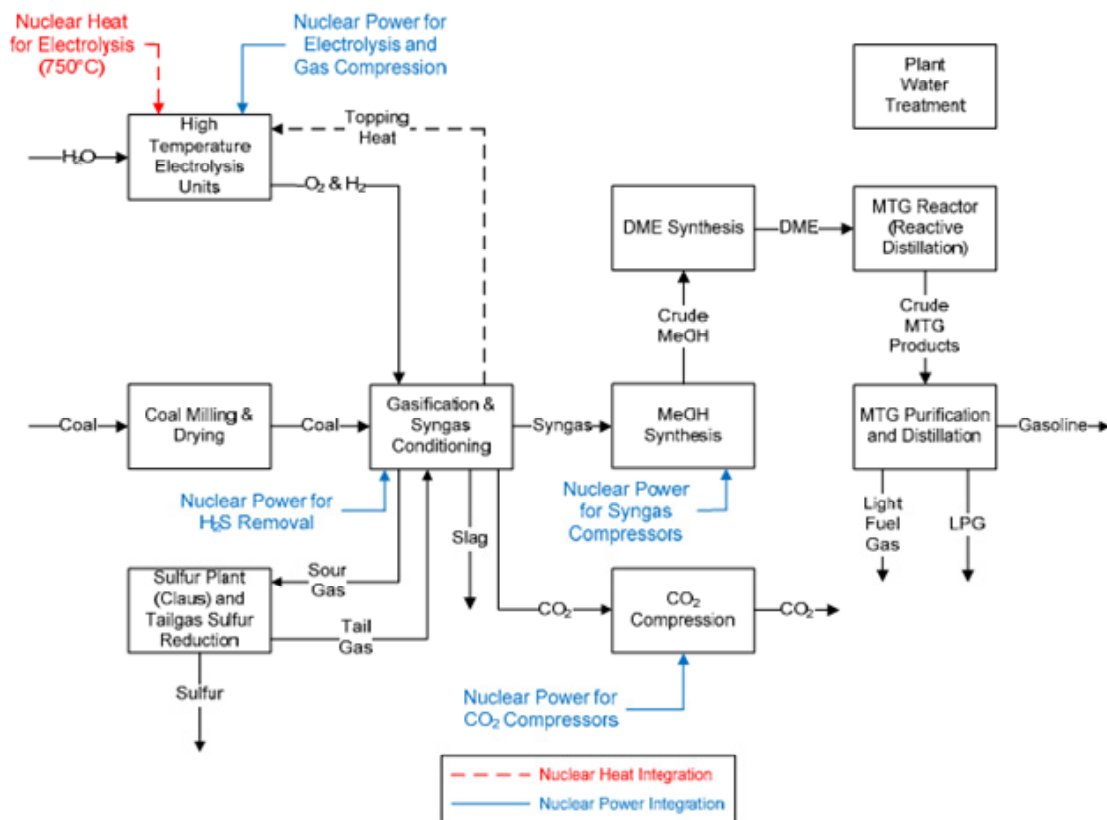 Nuclear Heat
for Electrolysis
(750°C)
Nuclear Power for
Electrolysis and
Gas Compression
Plant
Water
Treatment
High
Temperature
Electrolysis
Units
Topping
Heat
H₂O
O₂ & H₂
DME Synthesis
DME
MTG Reactor
(Reactive
Distillation)
Crude
MeOH
Crude
MTG
Products
Coal
Coal Milling &
Drying
Coal
Gasification &
Syngas
Conditioning
Syngas
MeOH
Synthesis
MTG Purification
and Distillation
Gasoline
Nuclear Power for
H₂S Removal
Nuclear Power
for Syngas
Compressors
Light
Fuel
Gas
LPG
Slag
Sour
Gas
Sulfur Plant
(Claus) and
Tailgas Sulfur
Reduction
Tail
Gas
CO₂
CO₂
Compression
CO₂
Sulfur
Nuclear Power for
CO₂ Compressors
Nuclear Heat Integration
Nuclear Power Integration